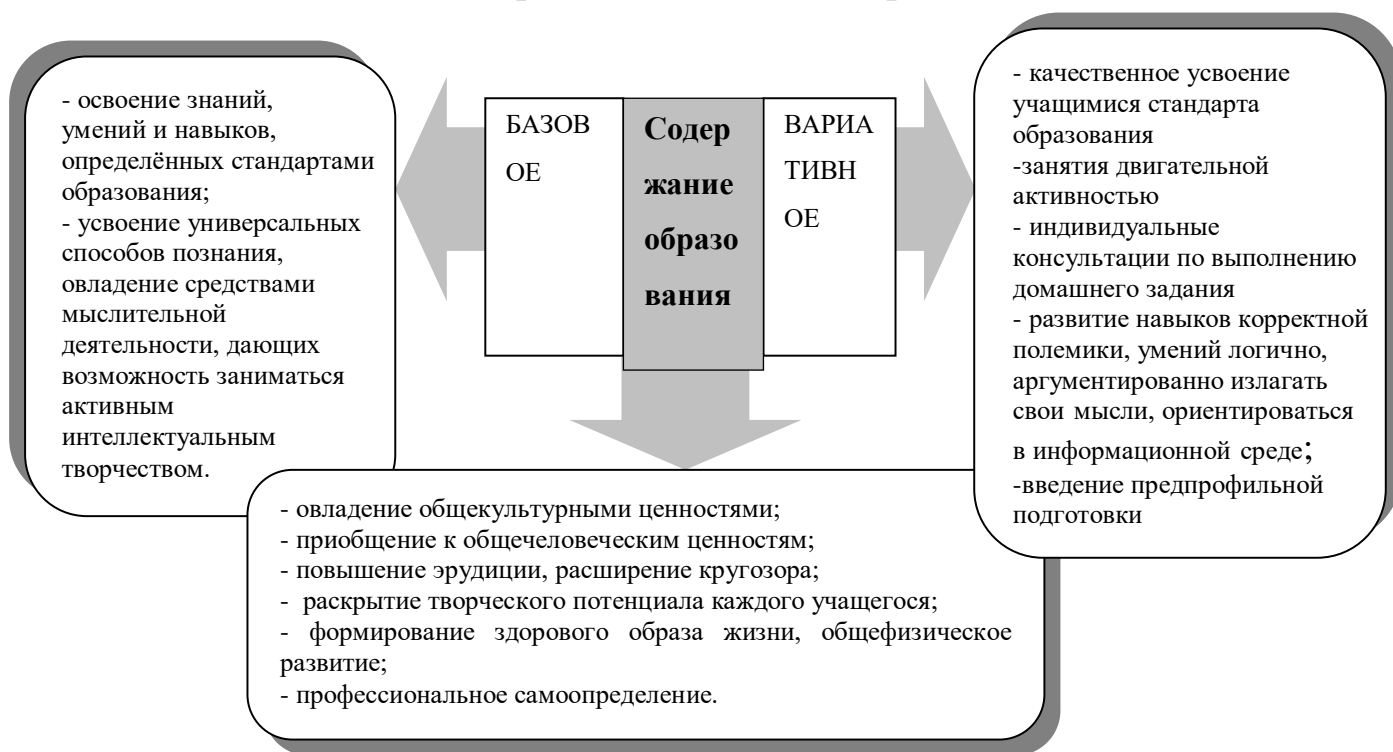 - освоение знаний,
умений и навыков,
определённых стандартами
образования;
- усвоение универсальных
способов познания,
овладение средствами
мыслительной
деятельности, дающих
возможность заниматься
активным
интеллектуальным
творчеством.
БАЗОВ
ОЕ
Содер
жание
образо
вания
ВАРИА
ТИВН
ОЕ
- качественное усвоение
учащимися стандарта
образования
-занятия двигательной
активностью
- индивидуальные
консультации по выполнению
домашнего задания
- развитие навыков корректной
полемики, умений логично,
аргументированно излагать
свои мысли, ориентироваться
в информационной среде;
-введение предпрофильной
подготовки
- овладение общекультурными ценностями;
- приобщение к общечеловеческим ценностям;
- повышение эрудиции, расширение кругозора;
- раскрытие творческого потенциала каждого учащегося;
- формирование здорового образа жизни, общефизическое
развитие;
- профессиональное самоопределение.